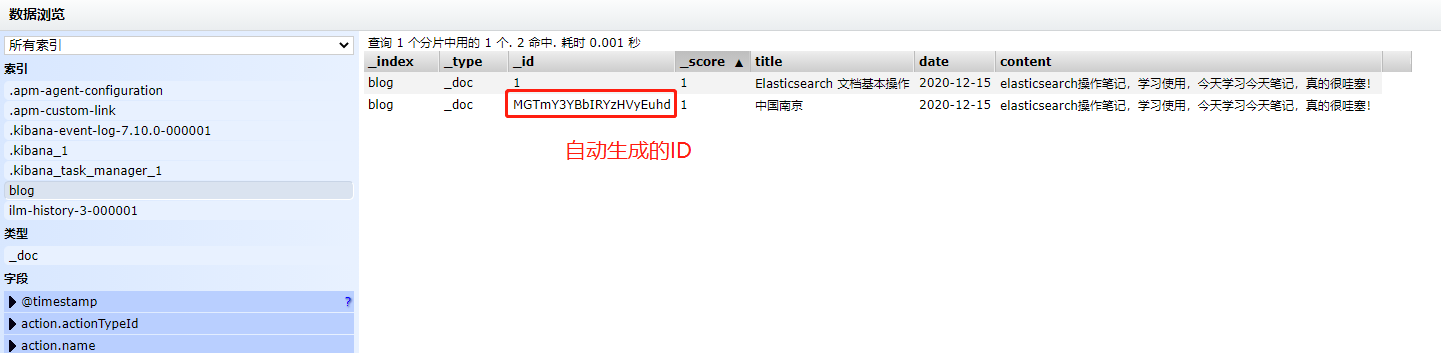 数据浏览
所有索引
索引
.apm-agent-configuration
.apm-custom-link
.kibana-event-log-7.10.0-000001
.kibana_1
.kibana_task_manager_1
blog
ilm-history-3-000001
类型
_doc
字段
@timestamp ?
action.actionTypeId
action.name
查询 1 个分片中用的 1 个. 2 命中. 耗时 0.001 秒
_index _type _id _score ▲ title date content
blog _doc 1 1 Elasticsearch 文档基本操作 2020-12-15 elasticsearch操作笔记，学习使用，今天学习今天笔记，真的很哇塞！
blog _doc MGTmY3YBbIRYzHVyEuhd 1 中国南京 2020-12-15 elasticsearch操作笔记，学习使用，今天学习今天笔记，真的很哇塞！
自动生成的ID